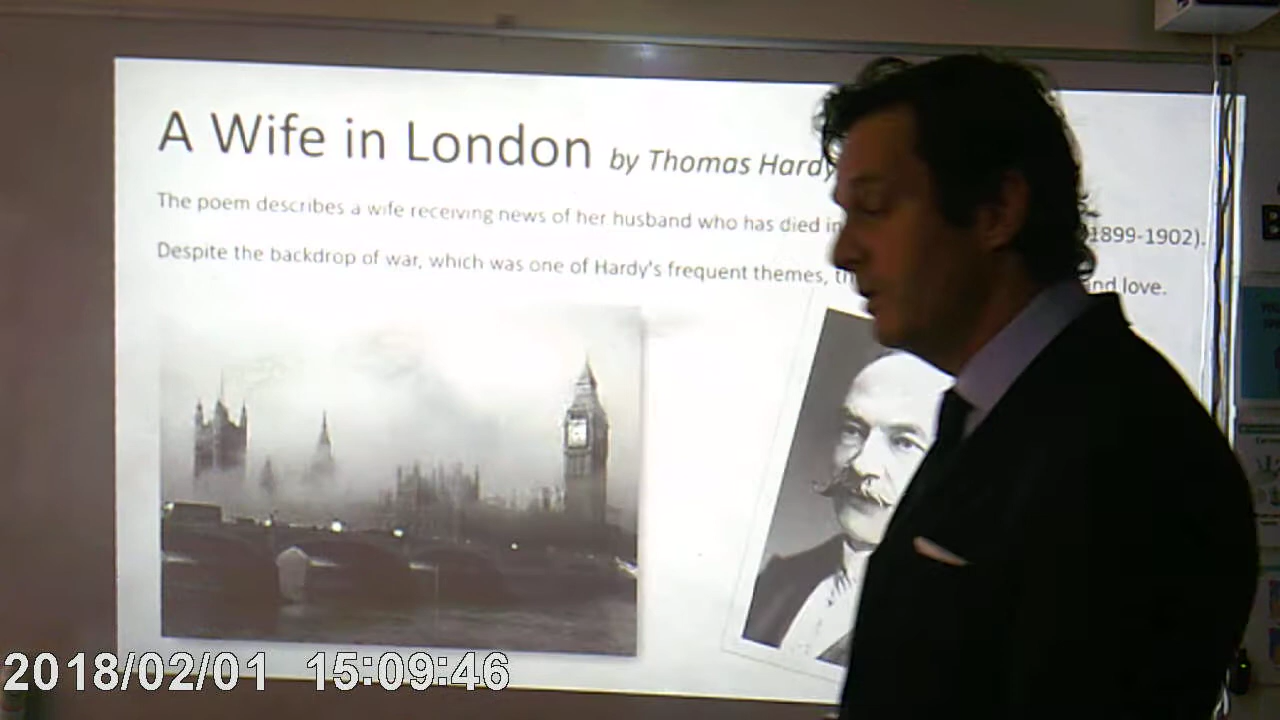 A Wife in London by Thomas Hardy
The poem describes a wife receiving news of her husband who has died in 1899-1902).
Despite the backdrop of war, which was one of Hardy's frequent themes, and love.
2018/02/01 15:09:46